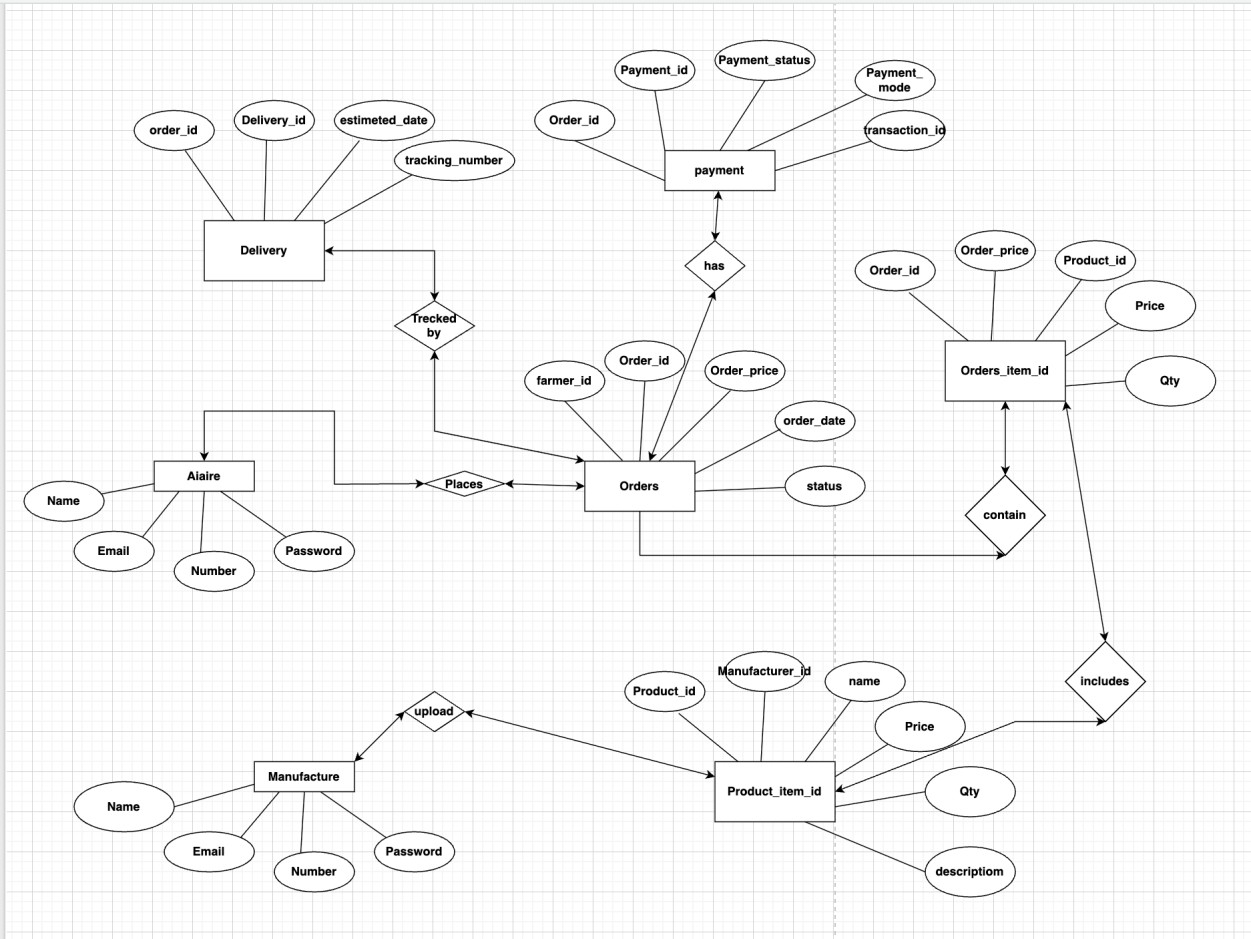 Payment_id
Payment_status
Payment_
mode
order_id
Delivery_id
estimeted_date
Order_id
transaction_id
tracking_number
payment
Delivery
has
Order_id
Order_price
Product_id
Price
Trecked
by
farmer_id
Order_id
Order_price
Orders_item_id
Qty
order_date
Aiaire
Places
Orders
status
Name
contain
Email
Number
Password
Product_id
Manufacturer_id
name
includes
upload
Price
Manufacture
Product_item_id
Qty
Name
Email
Number
Password
descriptiom